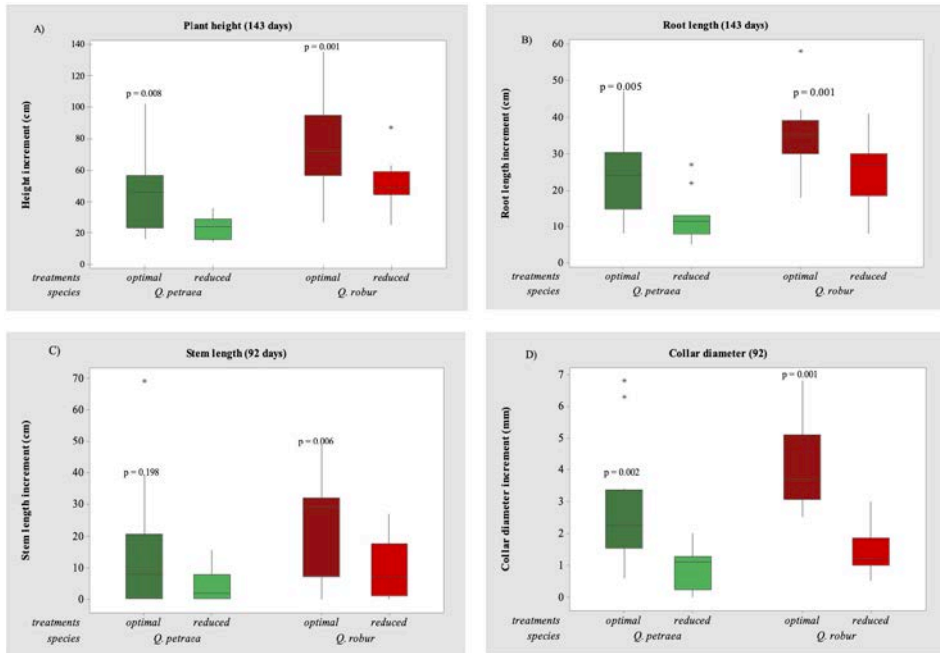 A)
Plant height (143 days)
Height increment (cm)
140
120
100
80
60
40
20
0
p = 0.008
p = 0.001
*
treatments optimal reduced optimal reduced
species Q. petraea Q. robur
B)
Root length (143 days)
Root length increment (cm)
60
50
40
30
20
10
0
p = 0.005
p = 0.001
*
*
*
treatments optimal reduced optimal reduced
species Q. petraea Q. robur
C)
Stem length (92 days)
Stem length increment (cm)
70
60
50
40
30
20
10
0
*
p = 0,198
p = 0.006
treatments optimal reduced optimal reduced
species Q. petraea Q. robur
D)
Collar diameter (92)
Collar diameter increment (mm)
7
6
5
4
3
2
1
0
*
*
p = 0.002
p = 0.001
treatments optimal reduced optimal reduced
species Q. petraea Q. robur